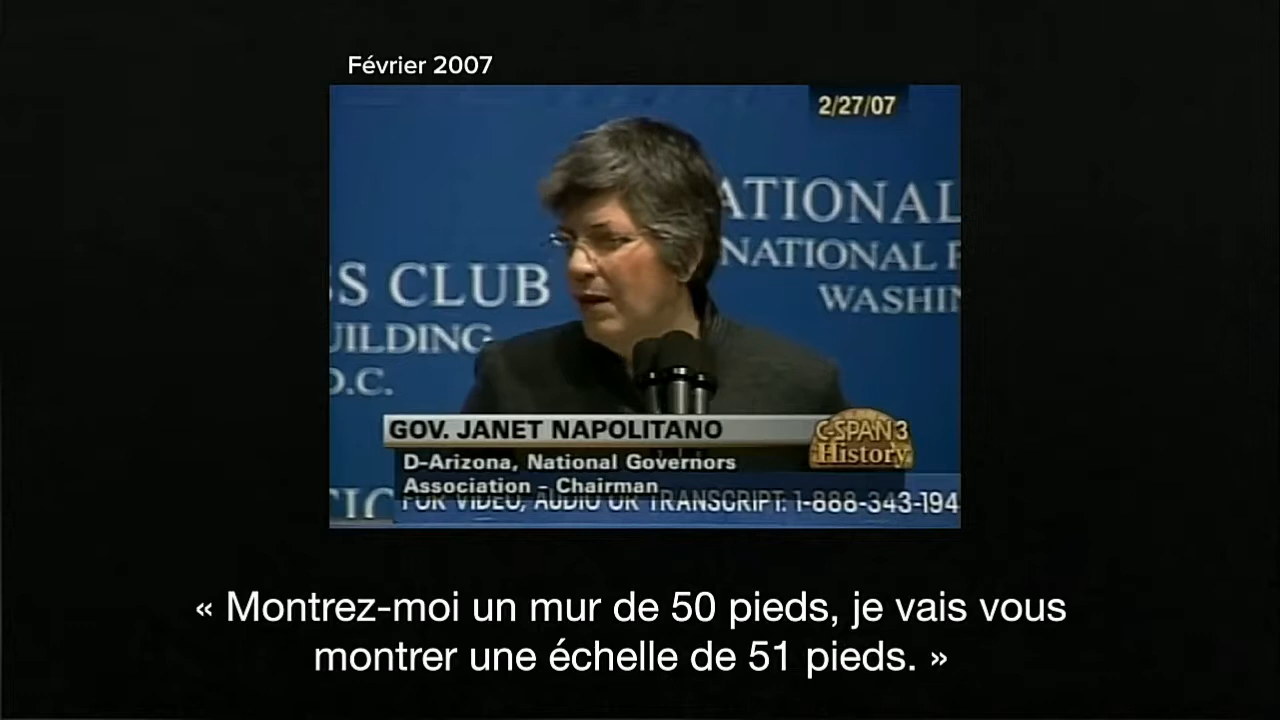 Février 2007
2/27/07
ATIONAL
NATIONAL
WASHIN
S CLUB
UILDING
D.C.
GOV. JANET NAPOLITANO
C-SPAN 3
History
D-Arizona, National Governors
Association - Chairman
FOR VIDEO, AUDIO OR TRANSCRIPT: 1-888-343-194
« Montrez-moi un mur de 50 pieds, je vais vous
montrer une échelle de 51 pieds. »